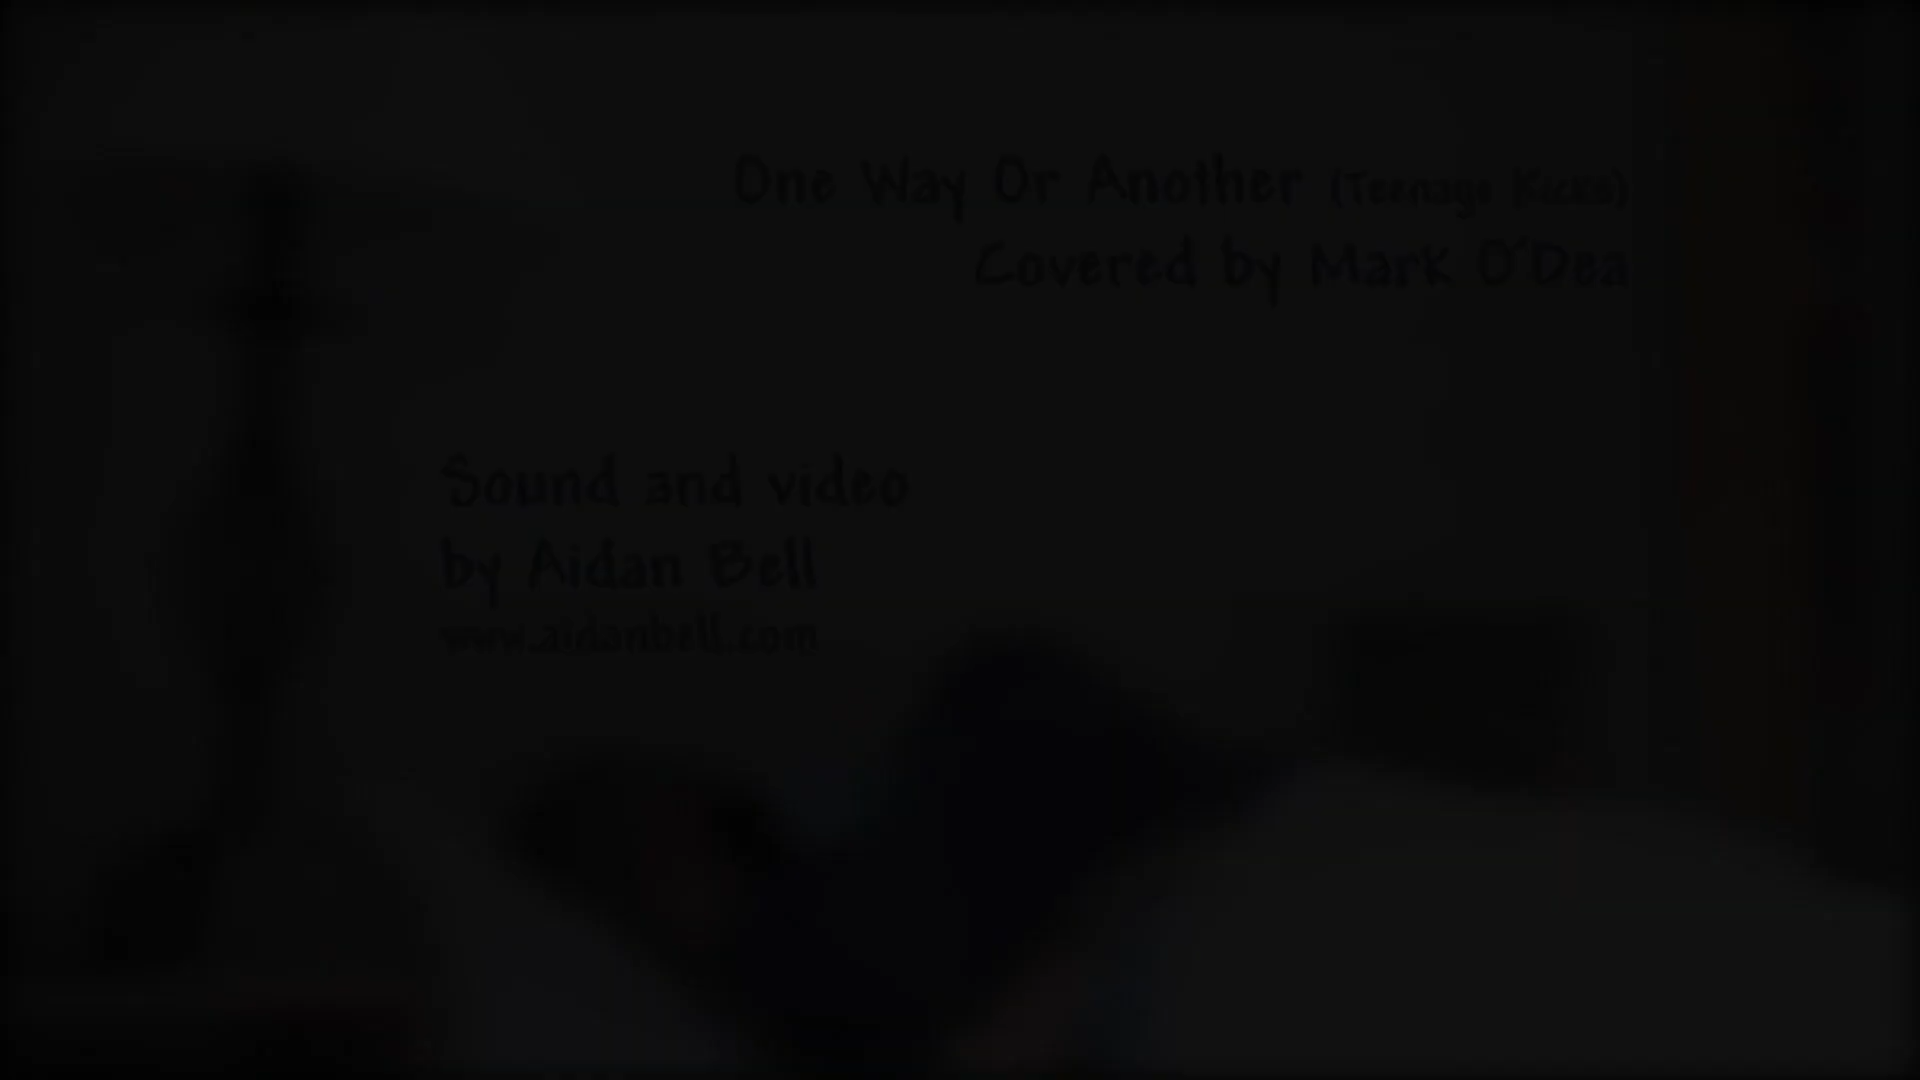 One Way Or Another (Teenage Kicks)
Covered by Mark O'Dea
Sound and video
by Aidan Bell
www.aidanbell.com